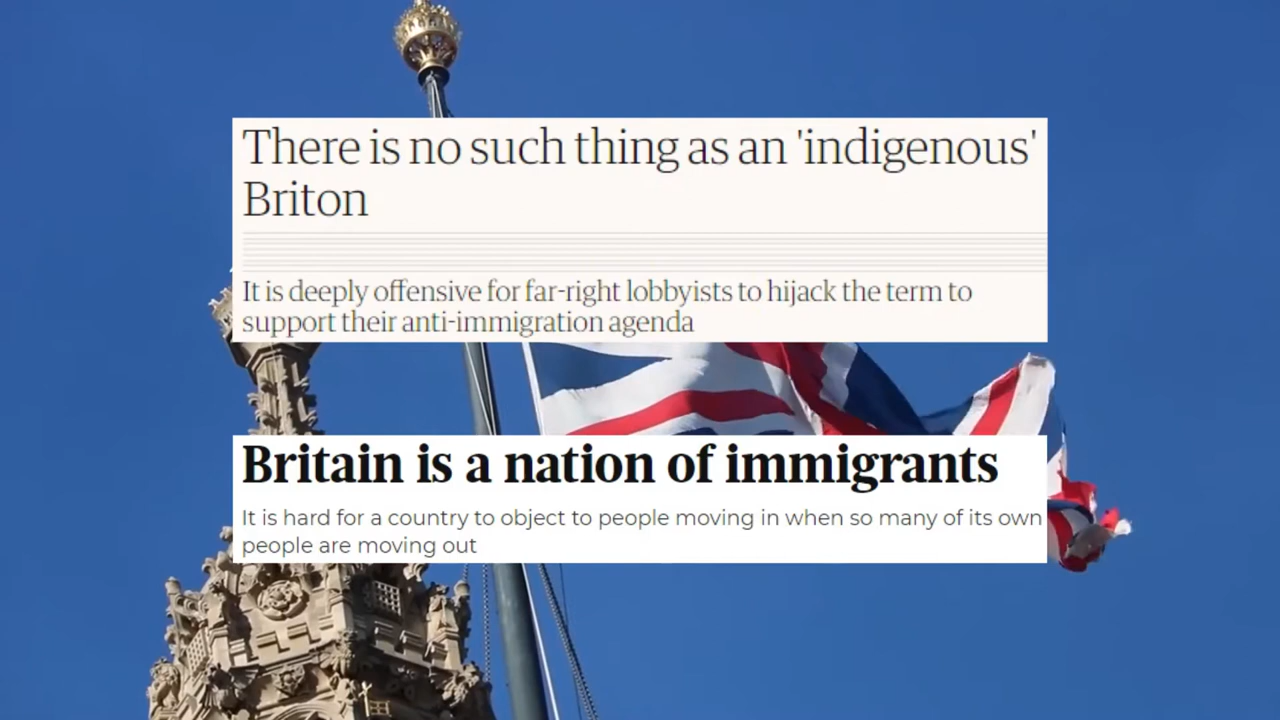 There is no such thing as an 'indigenous'
Briton
It is deeply offensive for far-right lobbyists to hijack the term to
support their anti-immigration agenda
Britain is a nation of immigrants
It is hard for a country to object to people moving in when so many of its own
people are moving out